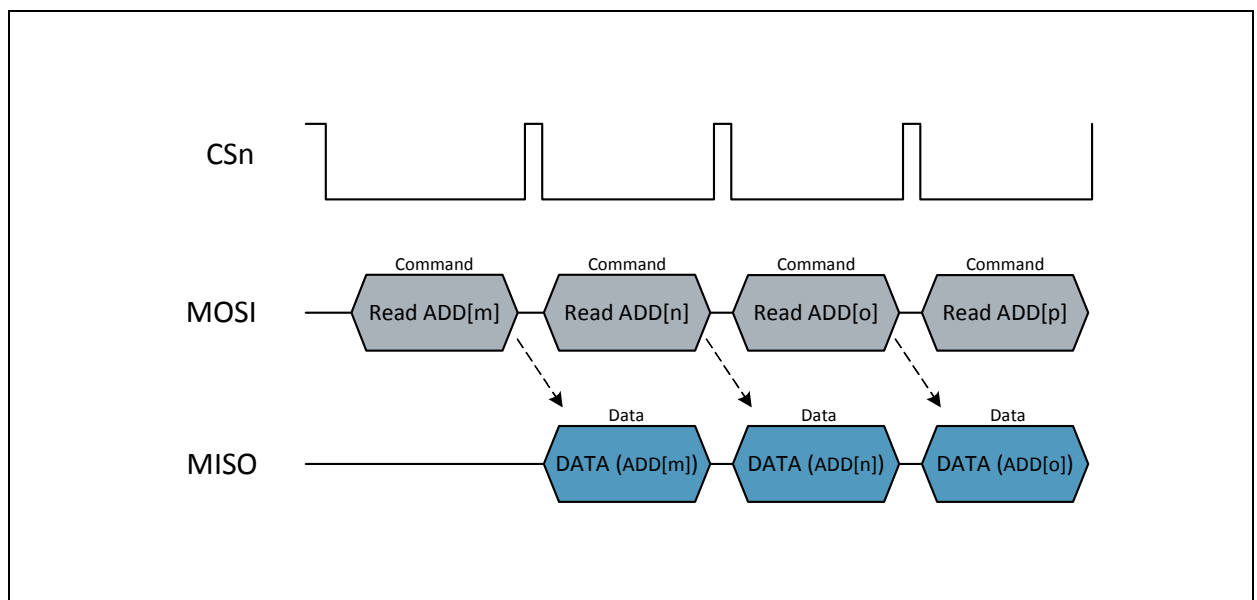 CSn
Command Command Command Command
MOSI Read ADD[m] Read ADD[n] Read ADD[o] Read ADD[p]
Data Data Data
MISO DATA (ADD[m]) DATA (ADD[n]) DATA (ADD[o])